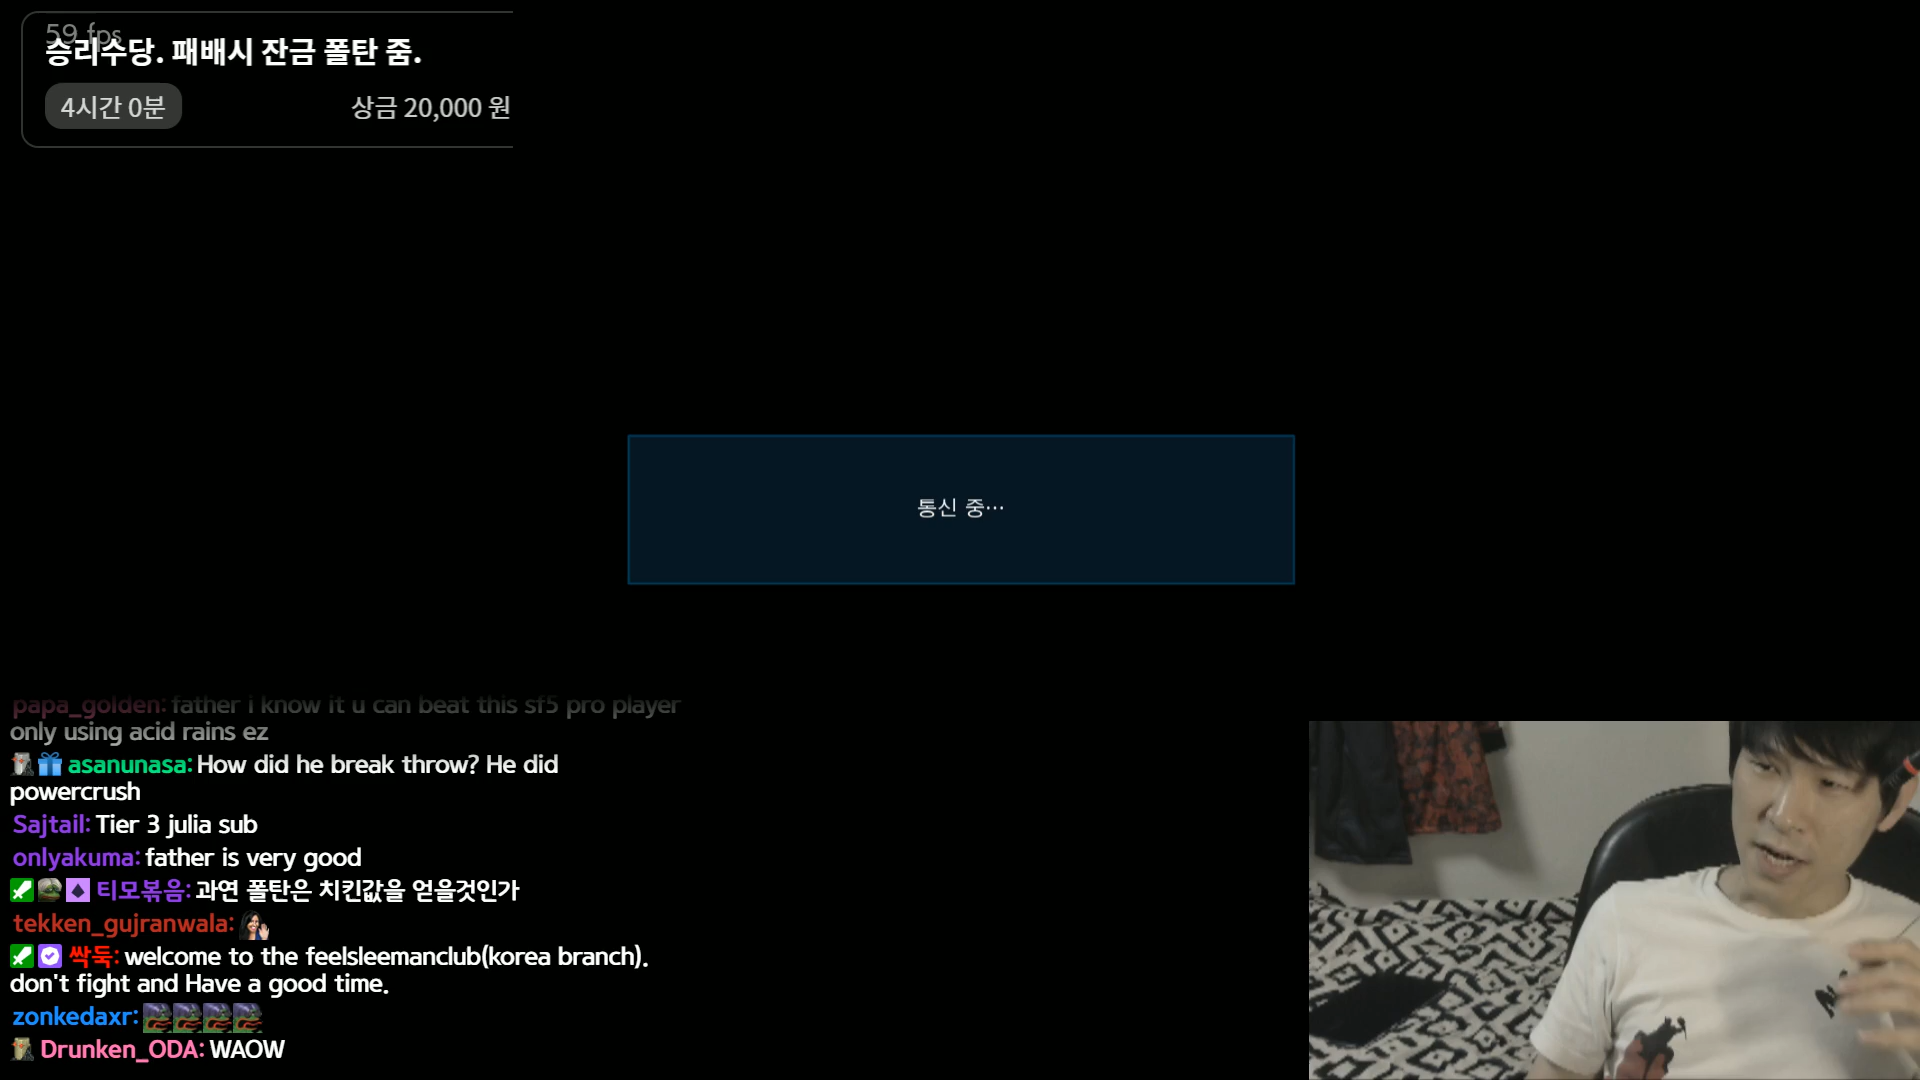 59 fps
승리수당. 패배시 잔금 폴탄 줌.
4시간 0분 상금 20,000 원
통신 중…
papa_golden: father i know it u can beat this sf5 pro player
only using acid rains ez
asanunasa: How did he break throw? He did
powercrush
Sajtail: Tier 3 julia sub
onlyakuma: father is very good
티모볶음: 과연 폴탄은 치킨값을 얻을것인가
tekken_gujranwala:
싹둑: welcome to the feelsleemanclub(korea branch).
don't fight and Have a good time.
zonkedaxr:
Drunken_ODA: WAOW